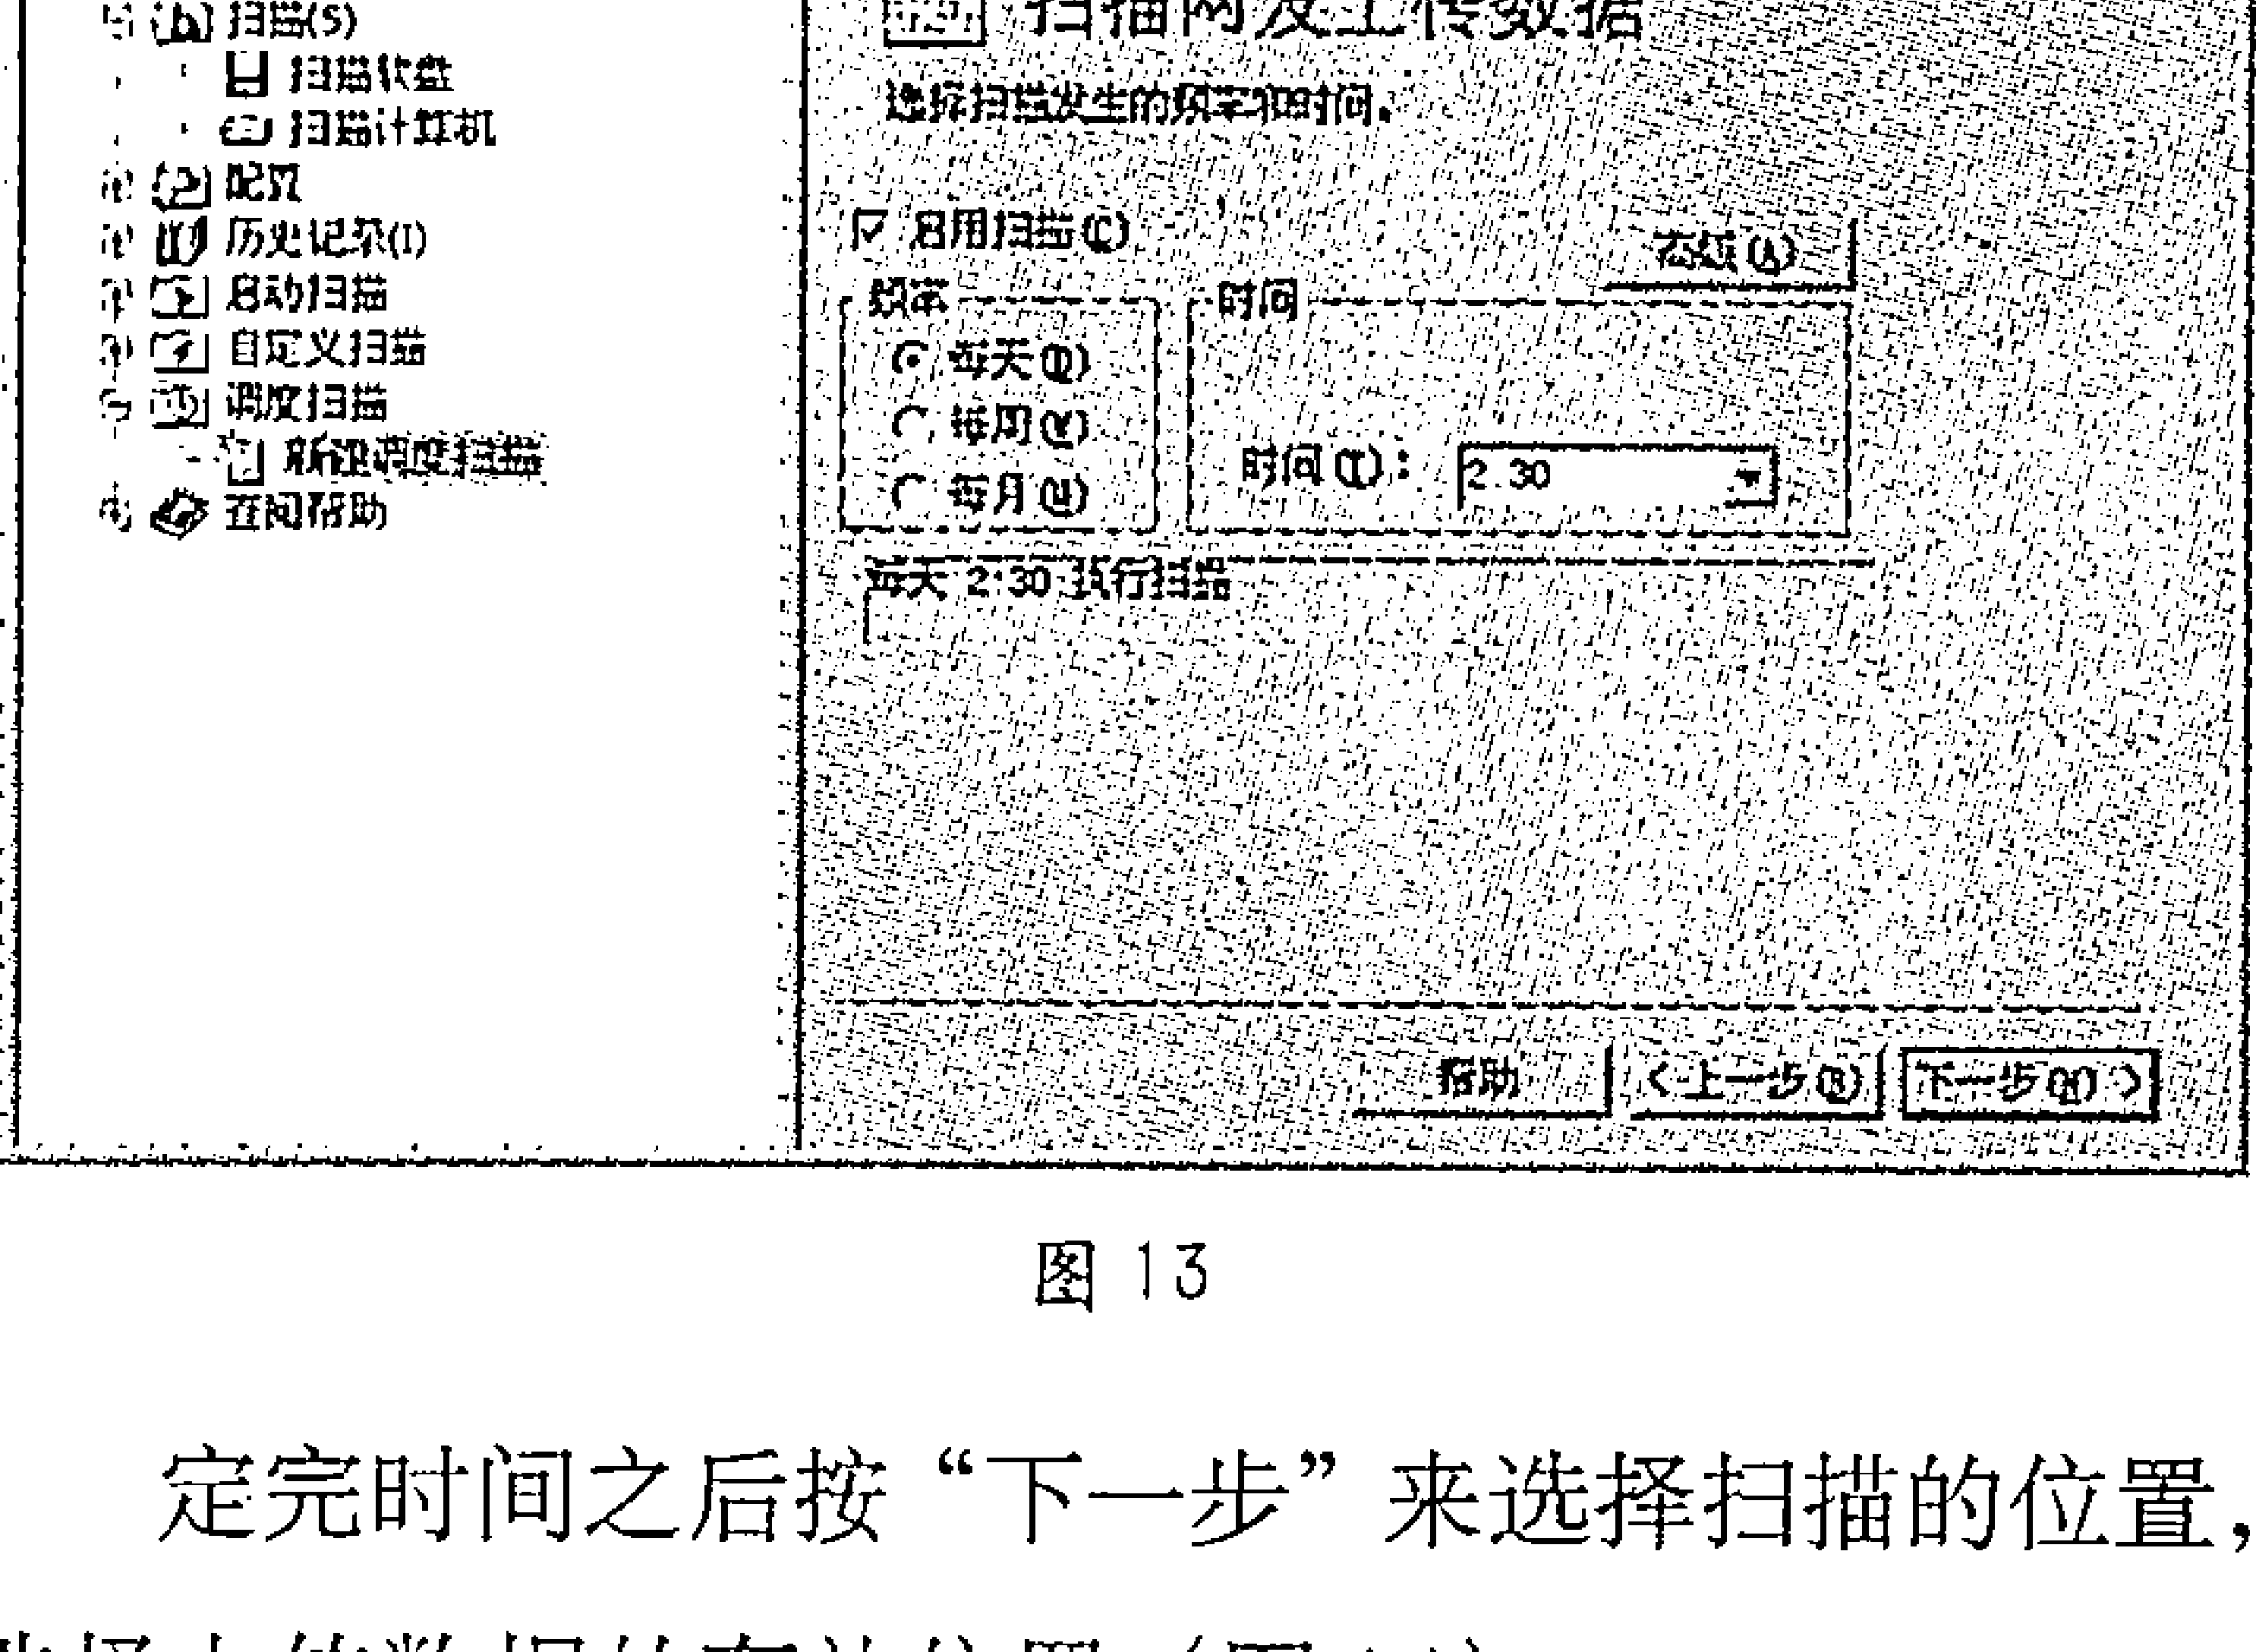 扫描(S)
扫描软盘
扫描计算机
配置
历史记录(I)
启动扫描
自定义扫描
调度扫描
新建调度扫描
查阅帮助
扫描网友上传数据
选择扫描发生的频率和时间。
启用扫描(E)
高级(A)
频率
每天(D)
每周(K)
每月(M)
时间
时间(T)：
2:30
每天 2:30 执行扫描
帮助
<上一步(B)
下一步(N)>
图 13
定完时间之后按“下一步”来选择扫描的位置，